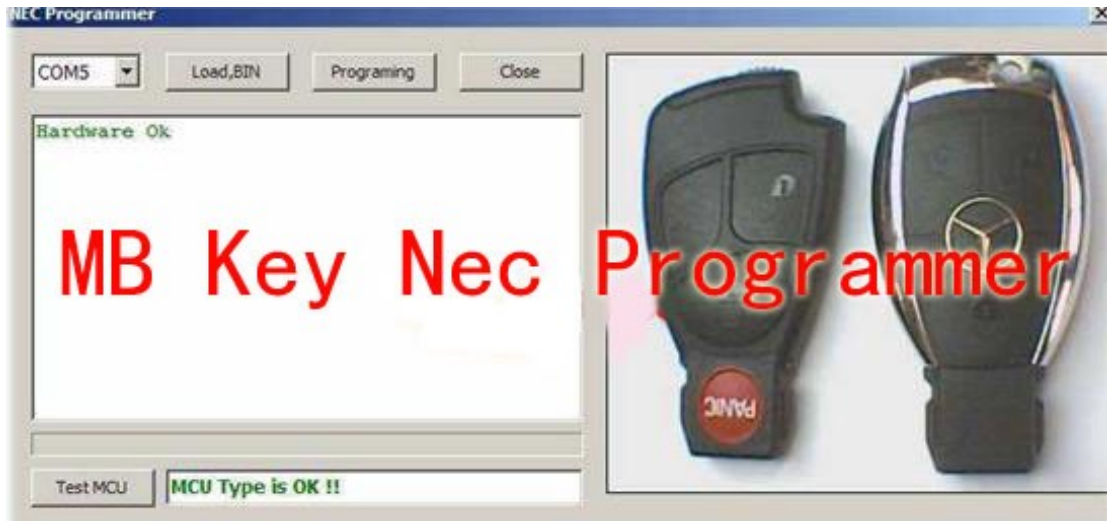 NEC Programmer
COM5 Load,BIN Programing Close
Hardware Ok
MB Key Nec Programmer
PANIC
Test MCU MCU Type is OK !!